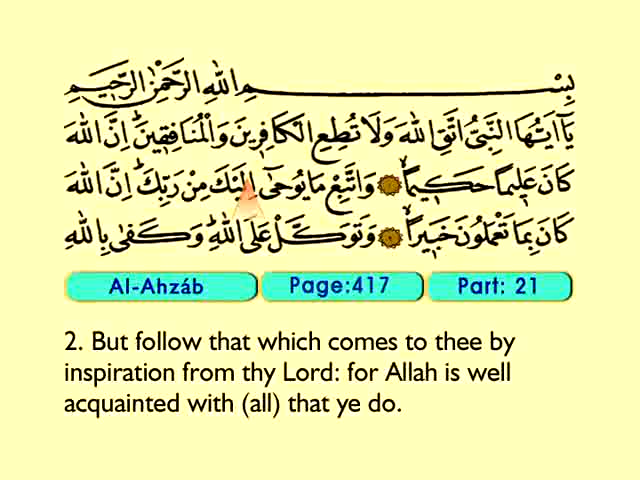 بِسْمِ اللَّهِ الرَّحْمَٰنِ الرَّحِيمِ
يَا أَيُّهَا النَّبِيُّ اتَّقِ اللَّهَ وَلَا تُطِعِ الْكَافِرِينَ وَالْمُنَافِقِينَ ۗ إِنَّ اللَّهَ
كَانَ عَلِيمًا حَكِيمًا ۝ وَاتَّبِعْ مَا يُوحَىٰ إِلَيْكَ مِنْ رَبِّكَ ۚ إِنَّ اللَّهَ
كَانَ بِمَا تَعْمَلُونَ خَبِيرًا ۝ وَتَوَكَّلْ عَلَى اللَّهِ ۚ وَكَفَىٰ بِاللَّهِ
Al-Ahzáb Page:417 Part: 21
2. But follow that which comes to thee by
inspiration from thy Lord: for Allah is well
acquainted with (all) that ye do.